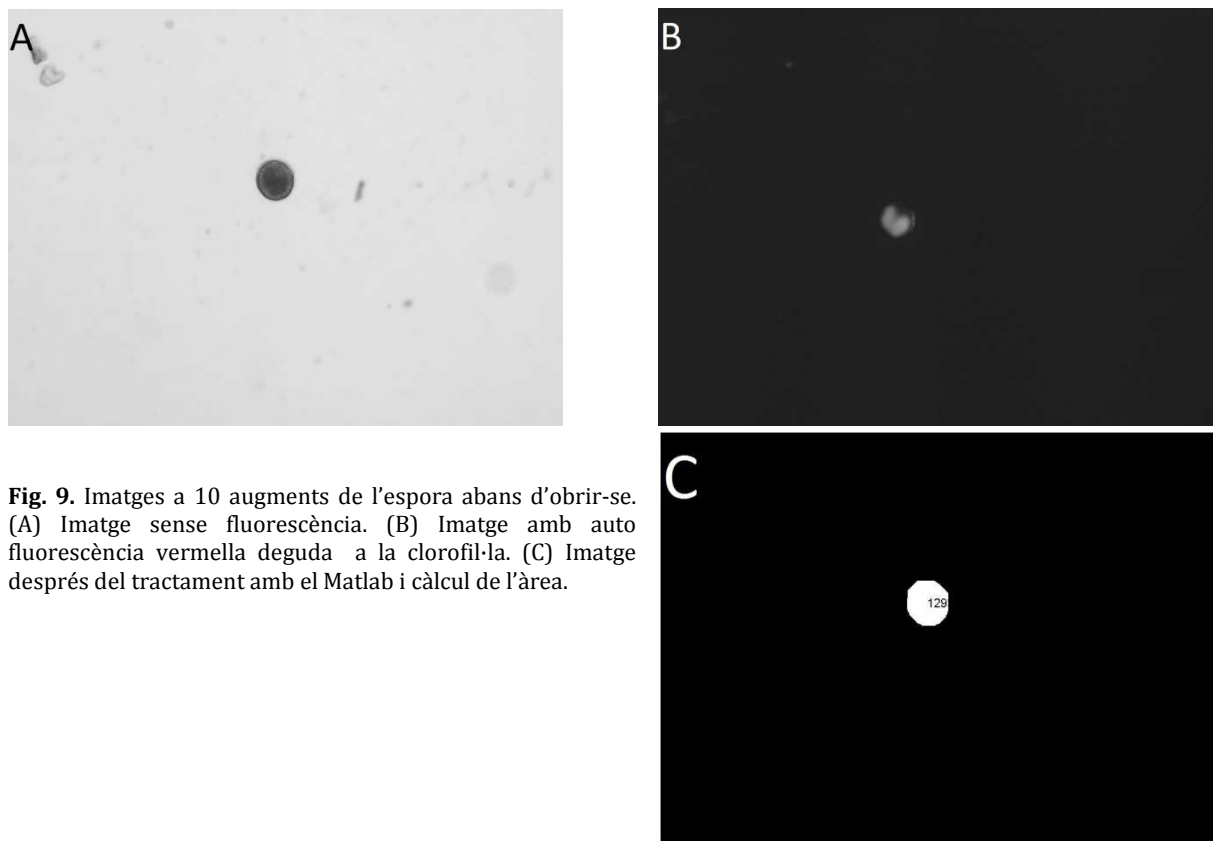 A
B
C
129
Fig. 9. Imatges a 10 augments de l'espora abans d'obrir-se.
(A) Imatge sense fluorescència. (B) Imatge amb auto
fluorescència vermella deguda a la clorofil·la. (C) Imatge
després del tractament amb el Matlab i càlcul de l'àrea.